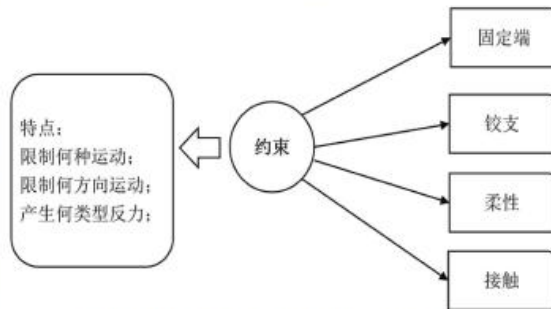 特点：
限制何种运动；
限制何方向运动；
产生何类型反力；
约束
固定端
铰支
柔性
接触